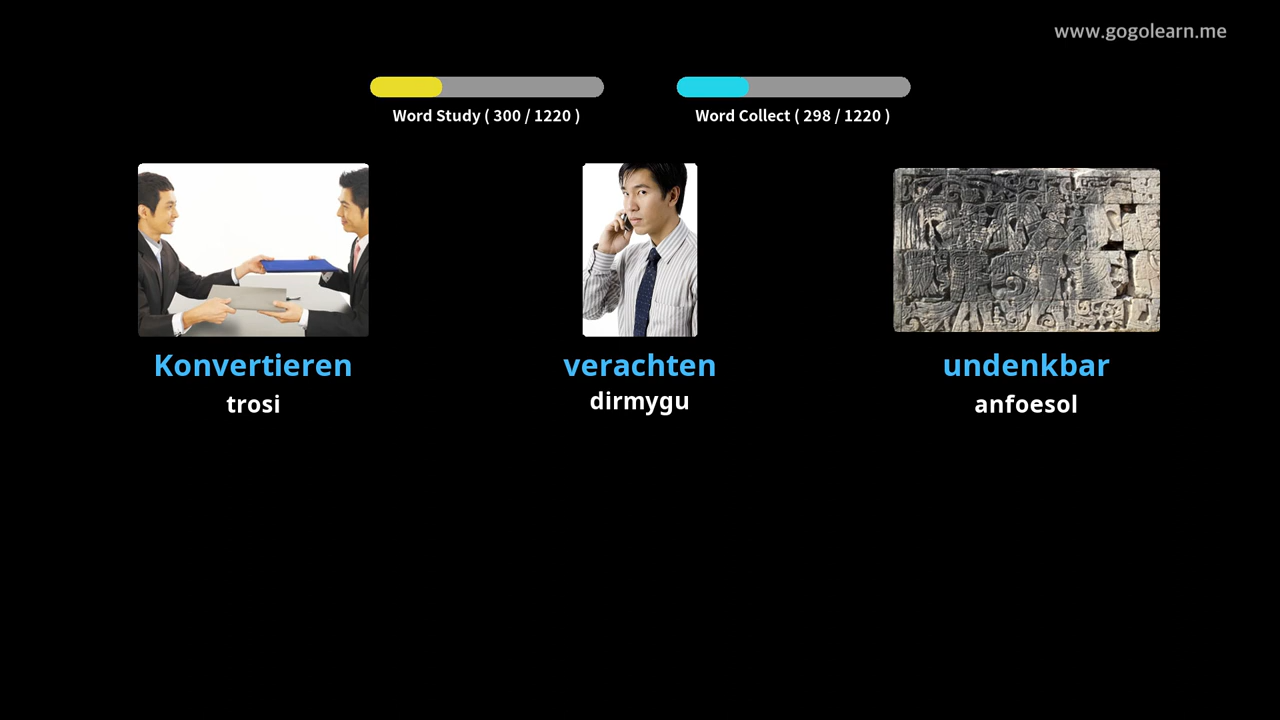 www.gogolearn.me
Word Study ( 300 / 1220 )
Word Collect ( 298 / 1220 )
Konvertieren
trosi
verachten
dirmygu
undenkbar
anfoesol